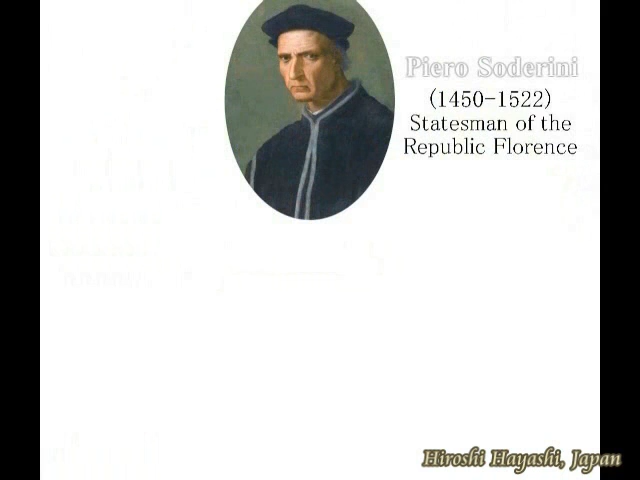 Piero Soderini
(1450-1522)
Statesman of the
Republic Florence
Hiroshi Hayashi, Japan